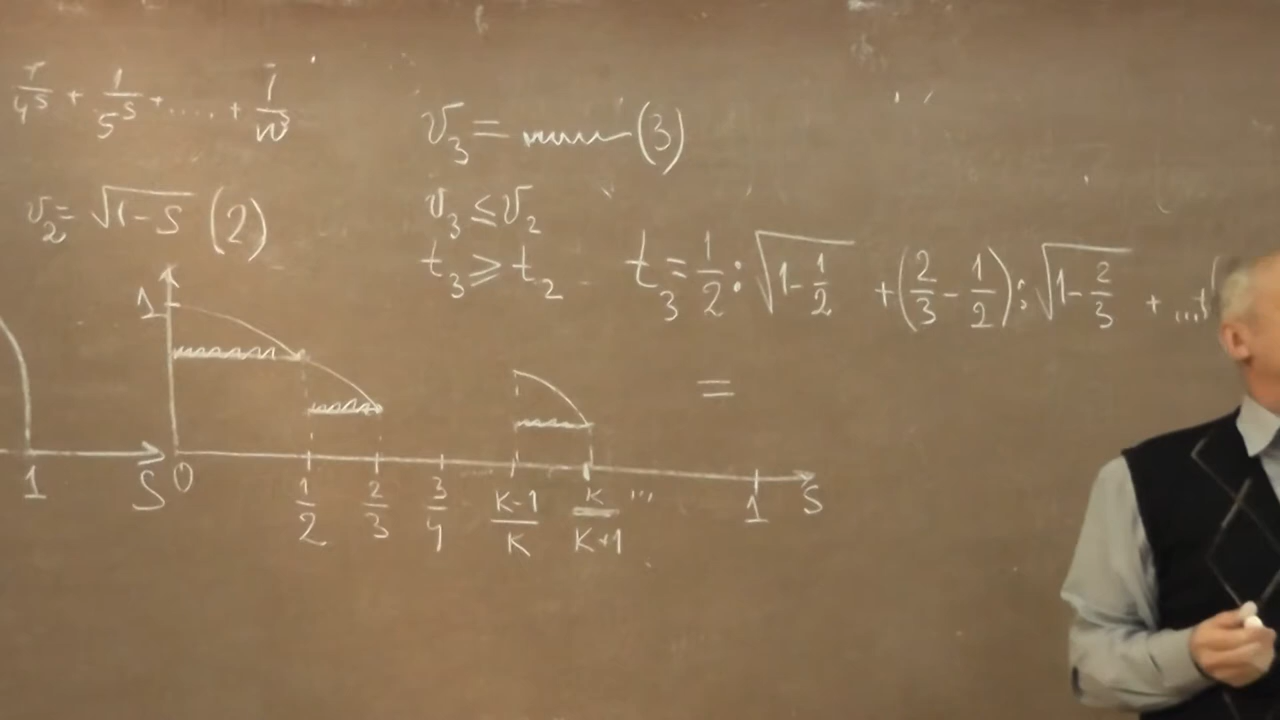 1/4^s + 1/5^s + .... + 1/n^s
v_2 = √(1-S) (2)
v_3 = (3)
v_3 ≤ v_2
t_3 ≥ t_2
t_3 = 1/2 : √(1-1/2) + (2/3 - 1/2) : √(1-2/3) + ...+(
=
1
1 S
0 1/2 2/3 3/4 K-1/K K/K+1 ... 1 S